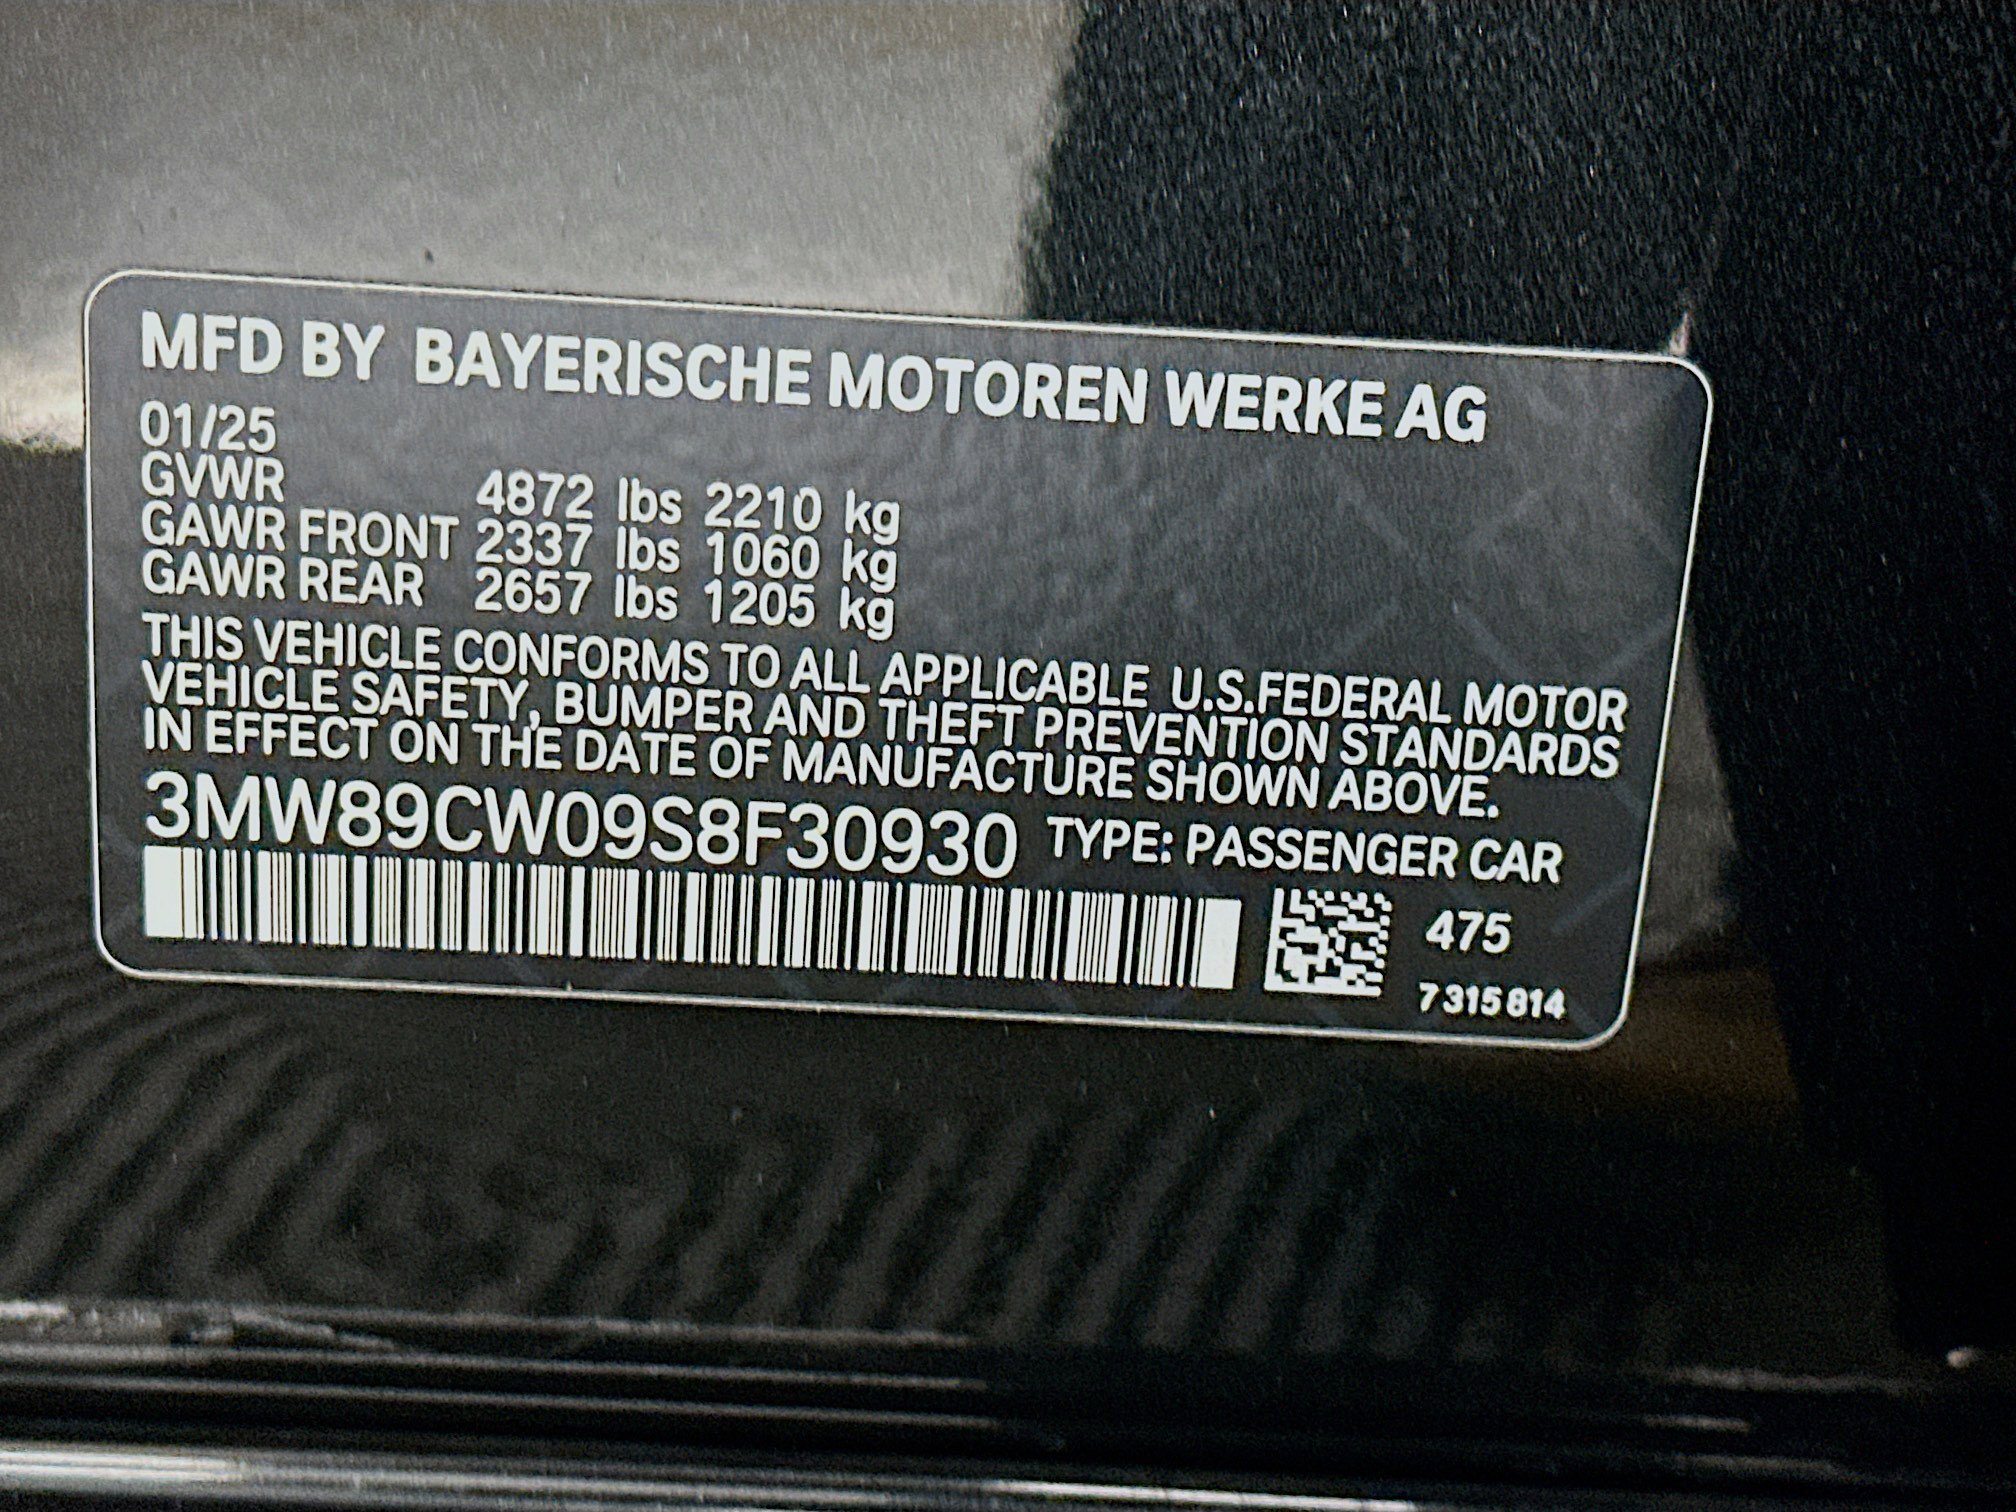 MFD BY BAYERISCHE MOTOREN WERKE AG
01/25
GVWR 4872 lbs 2210 kg
GAWR FRONT 2337 lbs 1060 kg
GAWR REAR 2657 lbs 1205 kg
THIS VEHICLE CONFORMS TO ALL APPLICABLE U.S.FEDERAL MOTOR
VEHICLE SAFETY, BUMPER AND THEFT PREVENTION STANDARDS
IN EFFECT ON THE DATE OF MANUFACTURE SHOWN ABOVE.
3MW89CW09S8F30930 TYPE: PASSENGER CAR
475
7315814